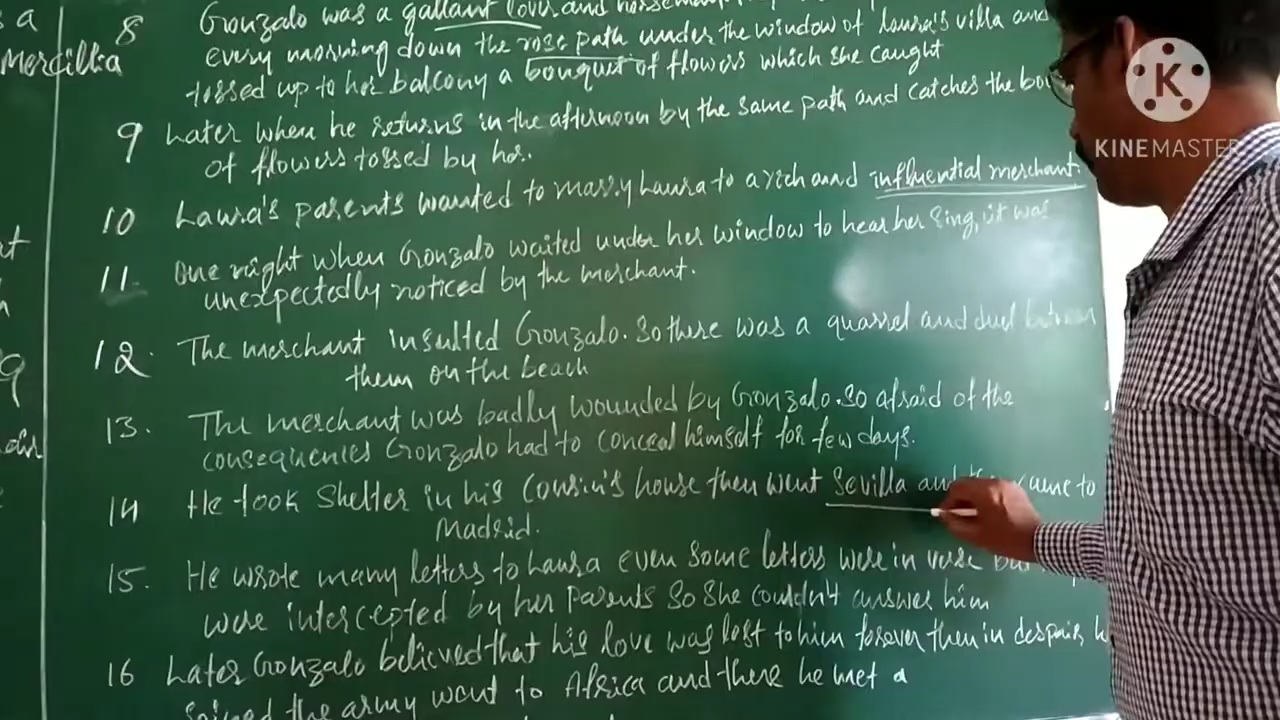 s a
Mercillia
8 Gonzalo was a gallant lover and
every morning down the rose path under the window of Laura's villa and
tossed up to her balcony a bouquet of flowers which she caught
9 Later when he returns in the afternoon by the same path and catches the
of flowers tossed by her.
10 Laura's parents wanted to marry Laura to a rich and influential merchant.
11. One night when Gonzalo waited under her window to hear her sing, it was
unexpectedly noticed by the merchant.
12. The merchant insulted Gonzalo. So there was a quarrel and duel between
them on the beach
13. The merchant was badly wounded by Gonzalo. So afraid of the
consequenies Gonzalo had to conceal himself for few days.
14 He took Shelter in his Cousin's house then went Sevilla and came to
Madrid.
15. He wrote many letters to Laura even some letters were in verse
were intercepted by her parents So She couldn't answer him
16 Later Gonzalo believed that his love was lost to him forever then in despair, h
joined the army went to Africa and there he met a
K
KINEMASTER